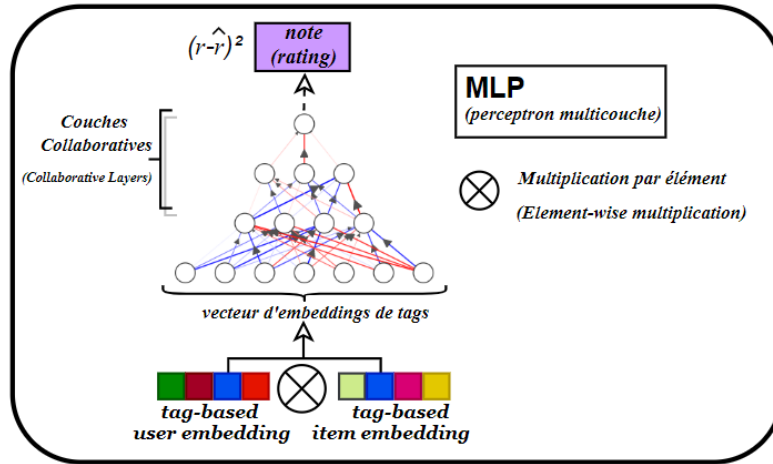 (r-r̂)²
note
(rating)
MLP
(perceptron multicouche)
Couches
Collaboratives
(Collaborative Layers)
Multiplication par élément
(Element-wise multiplication)
vecteur d'embeddings de tags
tag-based
user embedding
tag-based
item embedding